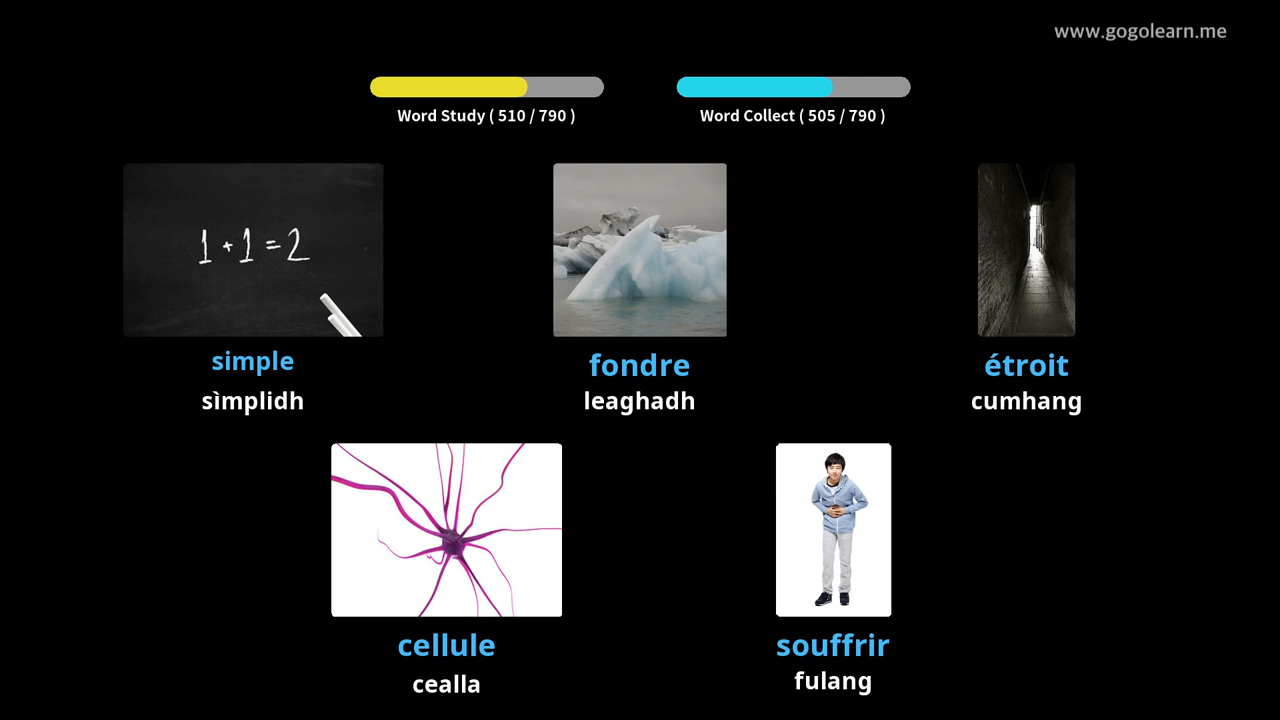 www.gogolearn.me
Word Study ( 510 / 790 )
Word Collect ( 505 / 790 )
1 + 1 = 2
simple
sìmplidh
fondre
leaghadh
étroit
cumhang
cellule
cealla
souffrir
fulang